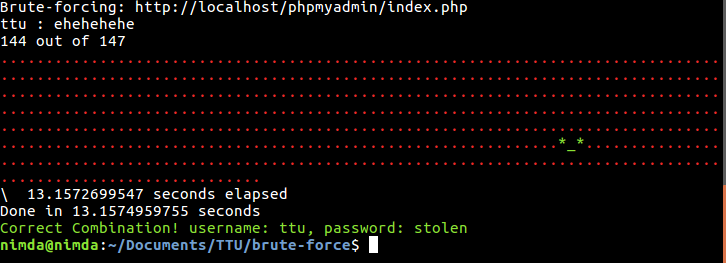 Brute-forcing: http://localhost/phpmyadmin/index.php
ttu : ehehehehe
144 out of 147
*_*
\  13.1572699547 seconds elapsed
Done in 13.1574959755 seconds
Correct Combination! username: ttu, password: stolen
nimda@nimda:~/Documents/TTU/brute-force$